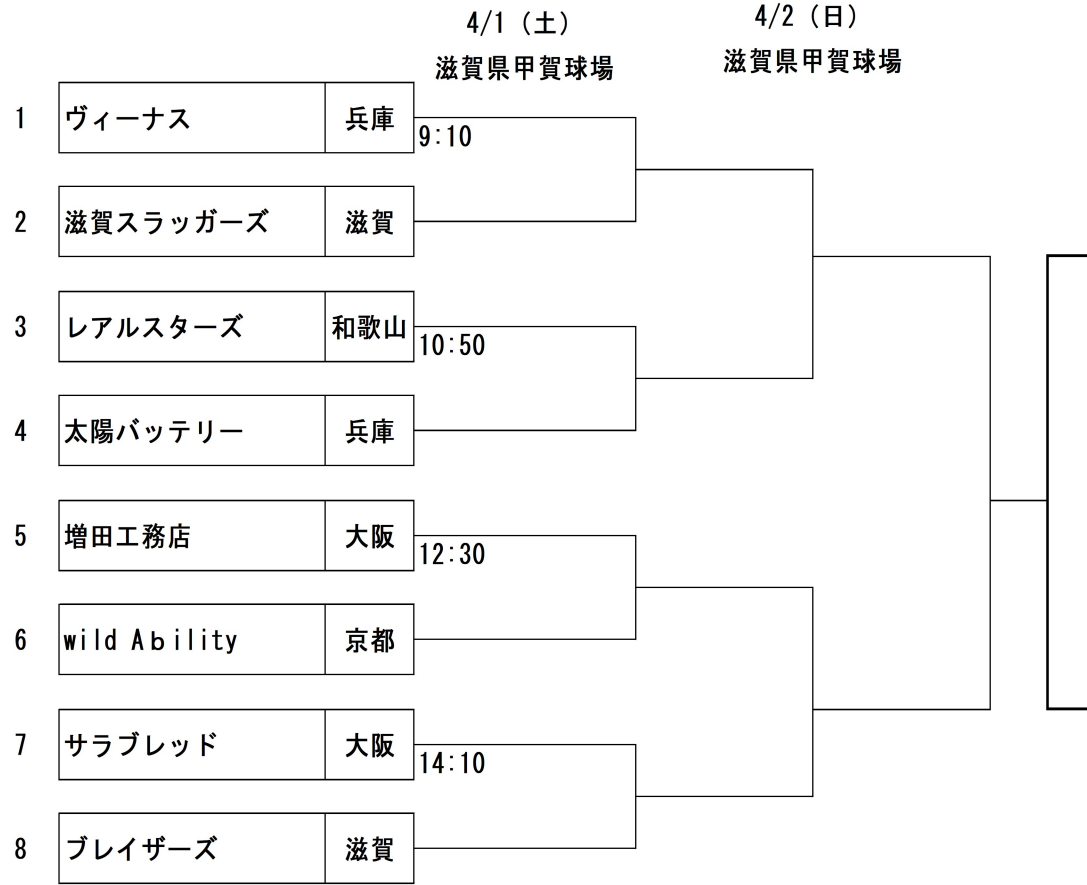 4/1（土）
滋賀県甲賀球場
4/2（日）
滋賀県甲賀球場
1 ヴィーナス 兵庫
9:10
2 滋賀スラッガーズ 滋賀
3 レアルスターズ 和歌山
10:50
4 太陽バッテリー 兵庫
5 増田工務店 大阪
12:30
6 wild Ability 京都
7 サラブレッド 大阪
14:10
8 ブレイザーズ 滋賀